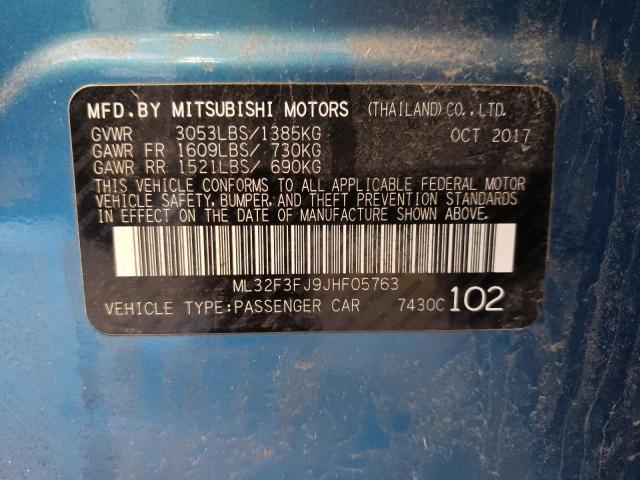 MFD.BY MITSUBISHI MOTORS (THAILAND)CO.,LTD.
GVWR 3053LBS/1385KG OCT 2017
GAWR FR 1609LBS/ 730KG
GAWR RR 1521LBS/ 690KG
THIS VEHICLE CONFORMS TO ALL APPLICABLE FEDERAL MOTOR
VEHICLE SAFETY, BUMPER, AND THEFT PREVENTION STANDARDS
IN EFFECT ON THE DATE OF MANUFACTURE SHOWN ABOVE.
ML32F3FJ9JHF05763
VEHICLE TYPE:PASSENGER CAR 7430C 102